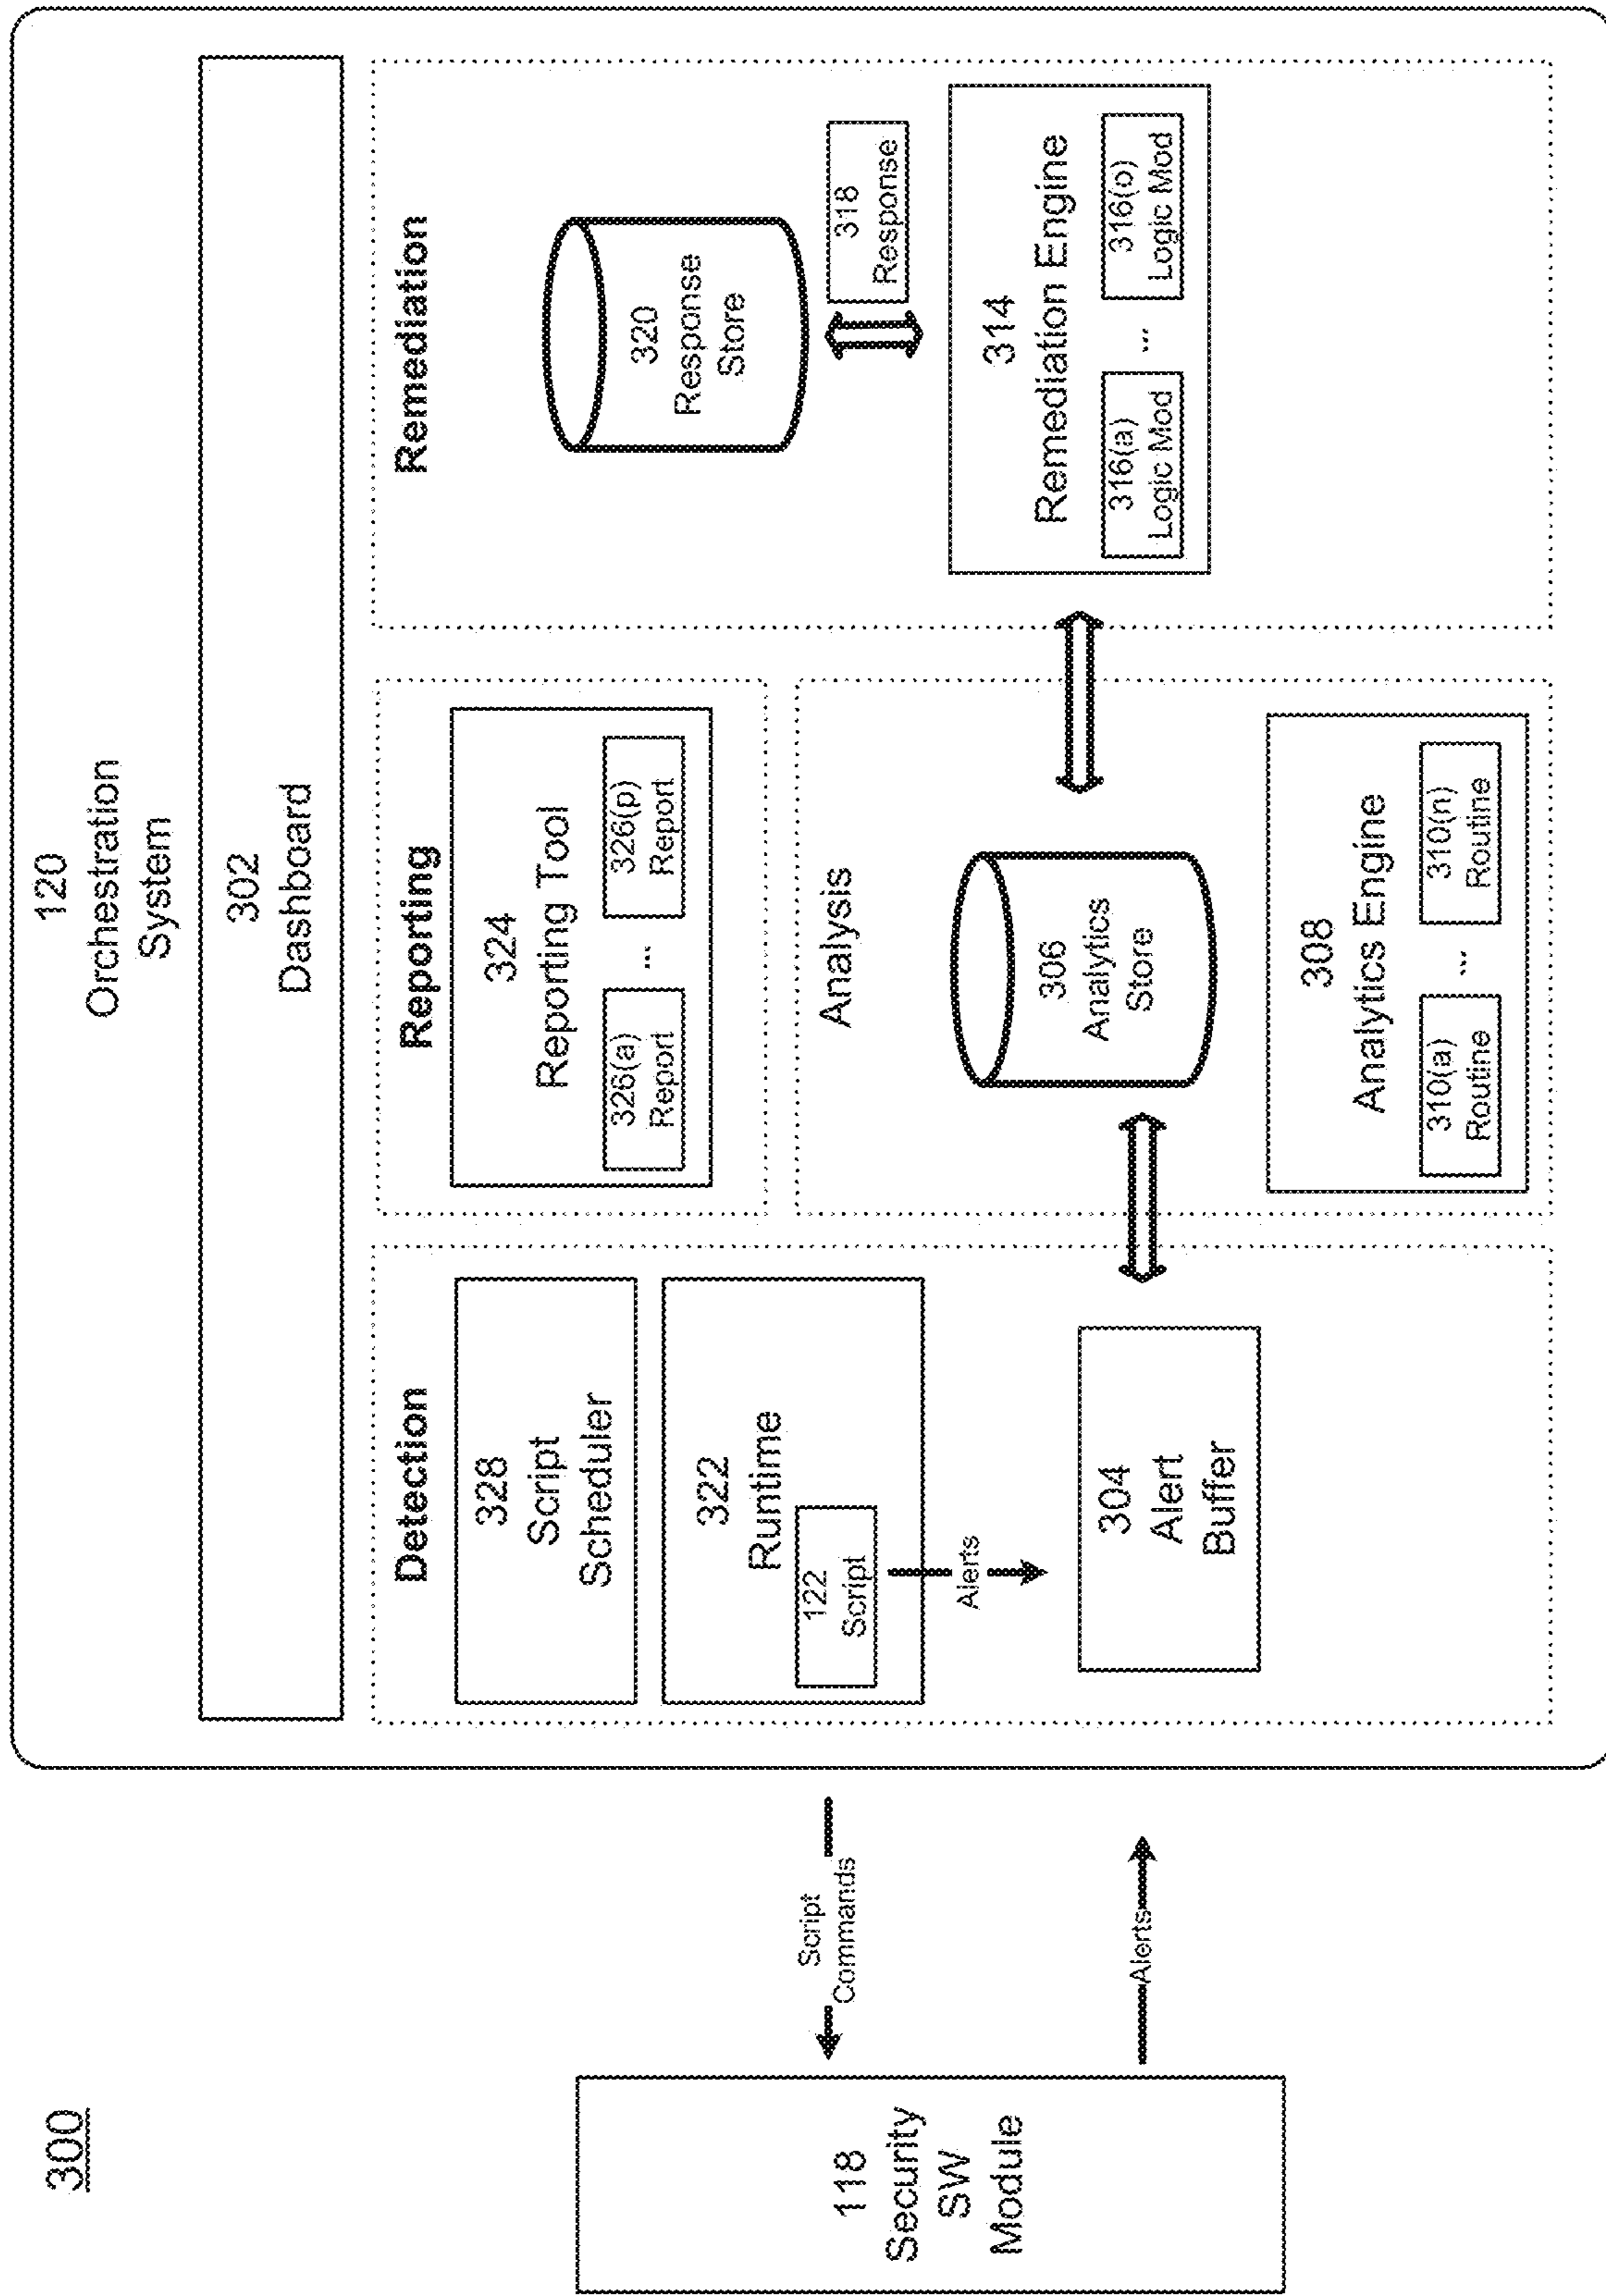 300
118
Security
SW
Module
Script
Commands
Alerts
120
Orchestration
System
302
Dashboard
Detection
328
Script
Scheduler
322
Runtime
122
Script
Alerts
304
Alert
Buffer
Reporting
324
Reporting Tool
326(a)
Report
...
326(p)
Report
Analysis
306
Analytics
Store
308
Analytics Engine
310(a)
Routine
...
310(n)
Routine
Remediation
320
Response
Store
318
Response
314
Remediation Engine
316(a)
Logic Mod
...
316(o)
Logic Mod